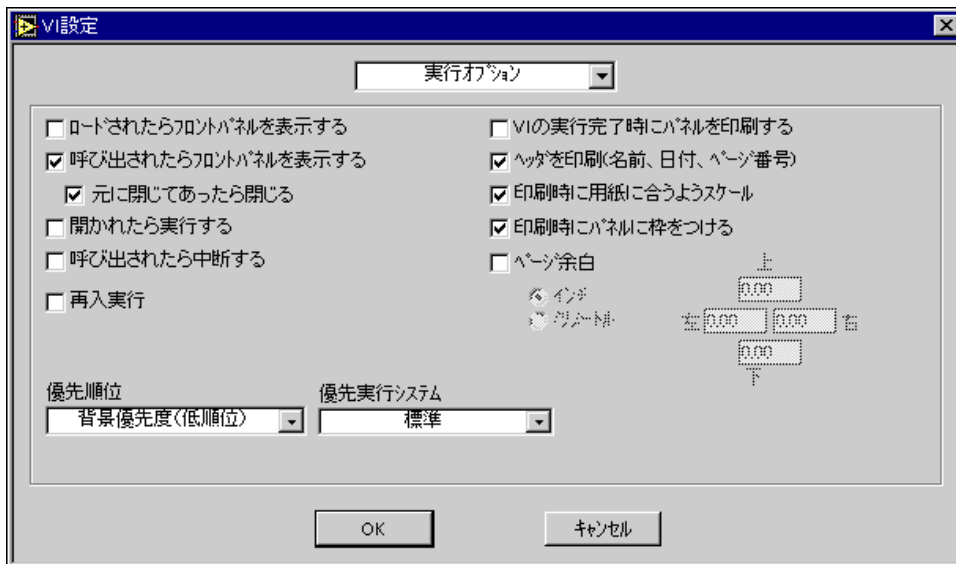 VI設定
実行ｵﾌﾟｼｮﾝ
ﾛｰﾄﾞされたらﾌﾛﾝﾄﾊﾟﾈﾙを表示する
呼び出されたらﾌﾛﾝﾄﾊﾟﾈﾙを表示する
元に閉じてあったら閉じる
開かれたら実行する
呼び出されたら中断する
再入実行
VIの実行完了時にﾊﾟﾈﾙを印刷する
ﾍｯﾀﾞを印刷(名前、日付、ﾍﾟｰｼﾞ番号)
印刷時に用紙に合うようｽｹｰﾙ
印刷時にﾊﾟﾈﾙに枠をつける
ﾍﾟｰｼﾞ余白
ｲﾝﾁ
ﾐﾘﾒｰﾄﾙ
上
0.00
左 0.00 0.00 右
0.00
下
優先順位
背景優先度(低順位)
優先実行ｼｽﾃﾑ
標準
OK
ｷｬﾝｾﾙ